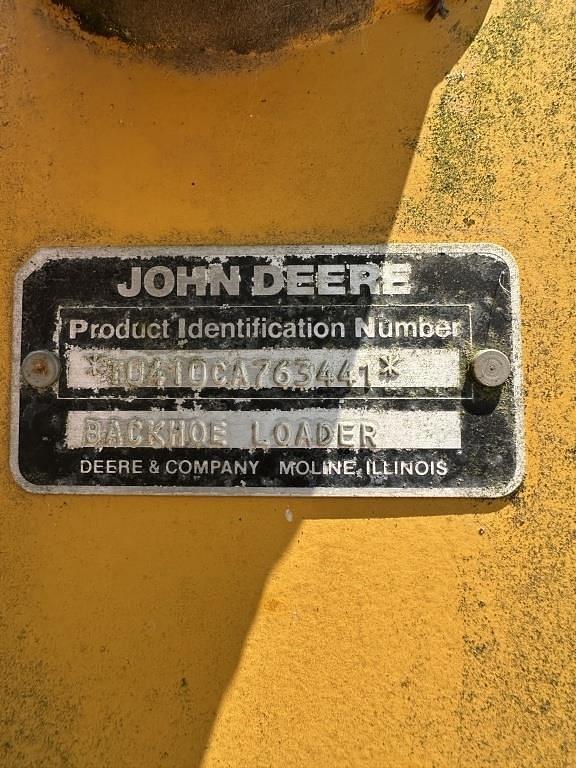 JOHN DEERE
Product Identification Number
*T0410CA763441*
BACKHOE LOADER
DEERE & COMPANY MOLINE, ILLINOIS